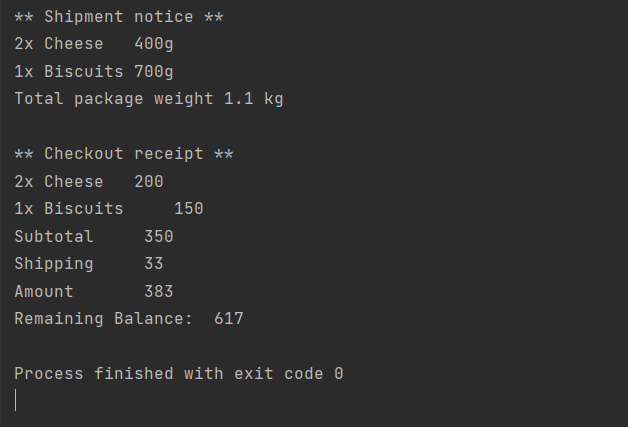 ** Shipment notice **
2x Cheese   400g
1x Biscuits 700g
Total package weight 1.1 kg

** Checkout receipt **
2x Cheese   200
1x Biscuits     150
Subtotal     350
Shipping     33
Amount       383
Remaining Balance:  617

Process finished with exit code 0